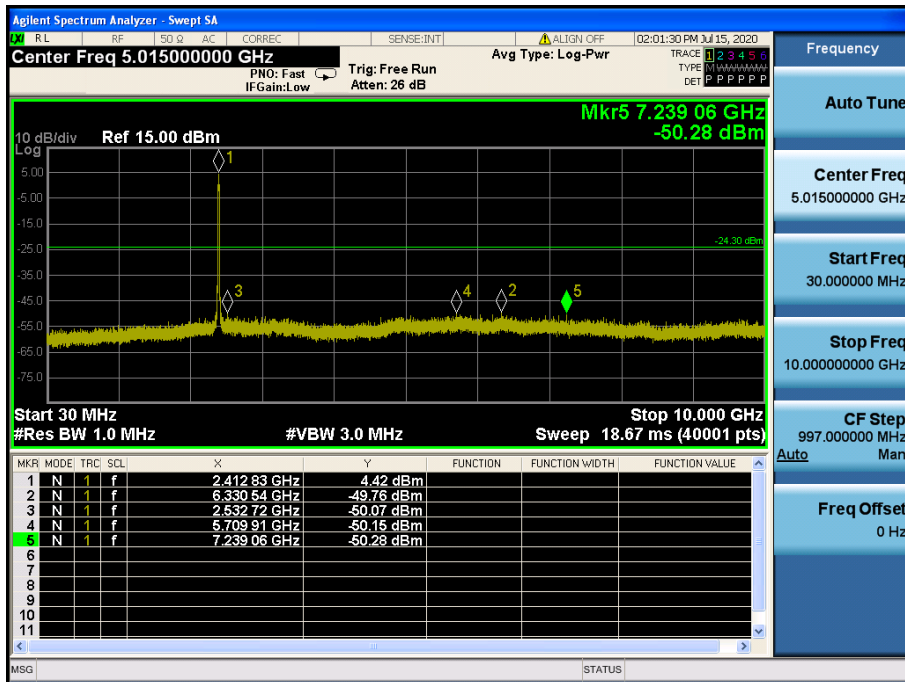 Agilent Spectrum Analyzer - Swept SA
LXI RL RF 50 Ω AC CORREC SENSE:INT ALIGN OFF 02:01:30 PM Jul 15, 2020
Center Freq 5.015000000 GHz
PNO: Fast
IFGain:Low
Trig: Free Run
Atten: 26 dB
Avg Type: Log-Pwr
TRACE 1 2 3 4 5 6
TYPE M WWWWW
DET P P P P P P
Mkr5 7.239 06 GHz
-50.28 dBm
10 dB/div Ref 15.00 dBm
Log
5.00
-5.00
-15.0
-25.0
-35.0
-45.0
-55.0
-65.0
-75.0
-24.30 dBm
1
3
4
2
5
Start 30 MHz Stop 10.000 GHz
#Res BW 1.0 MHz #VBW 3.0 MHz Sweep 18.67 ms (40001 pts)
MKR MODE TRC SCL X Y FUNCTION FUNCTION WIDTH FUNCTION VALUE
1 N 1 f 2.412 83 GHz 4.42 dBm
2 N 1 f 6.330 54 GHz -49.76 dBm
3 N 1 f 2.532 72 GHz -50.07 dBm
4 N 1 f 5.709 91 GHz -50.15 dBm
5 N 1 f 7.239 06 GHz -50.28 dBm
6
7
8
9
10
11
MSG STATUS
Frequency
Auto Tune
Center Freq
5.015000000 GHz
Start Freq
30.000000 MHz
Stop Freq
10.000000000 GHz
CF Step
997.000000 MHz
Auto Man
Freq Offset
0 Hz